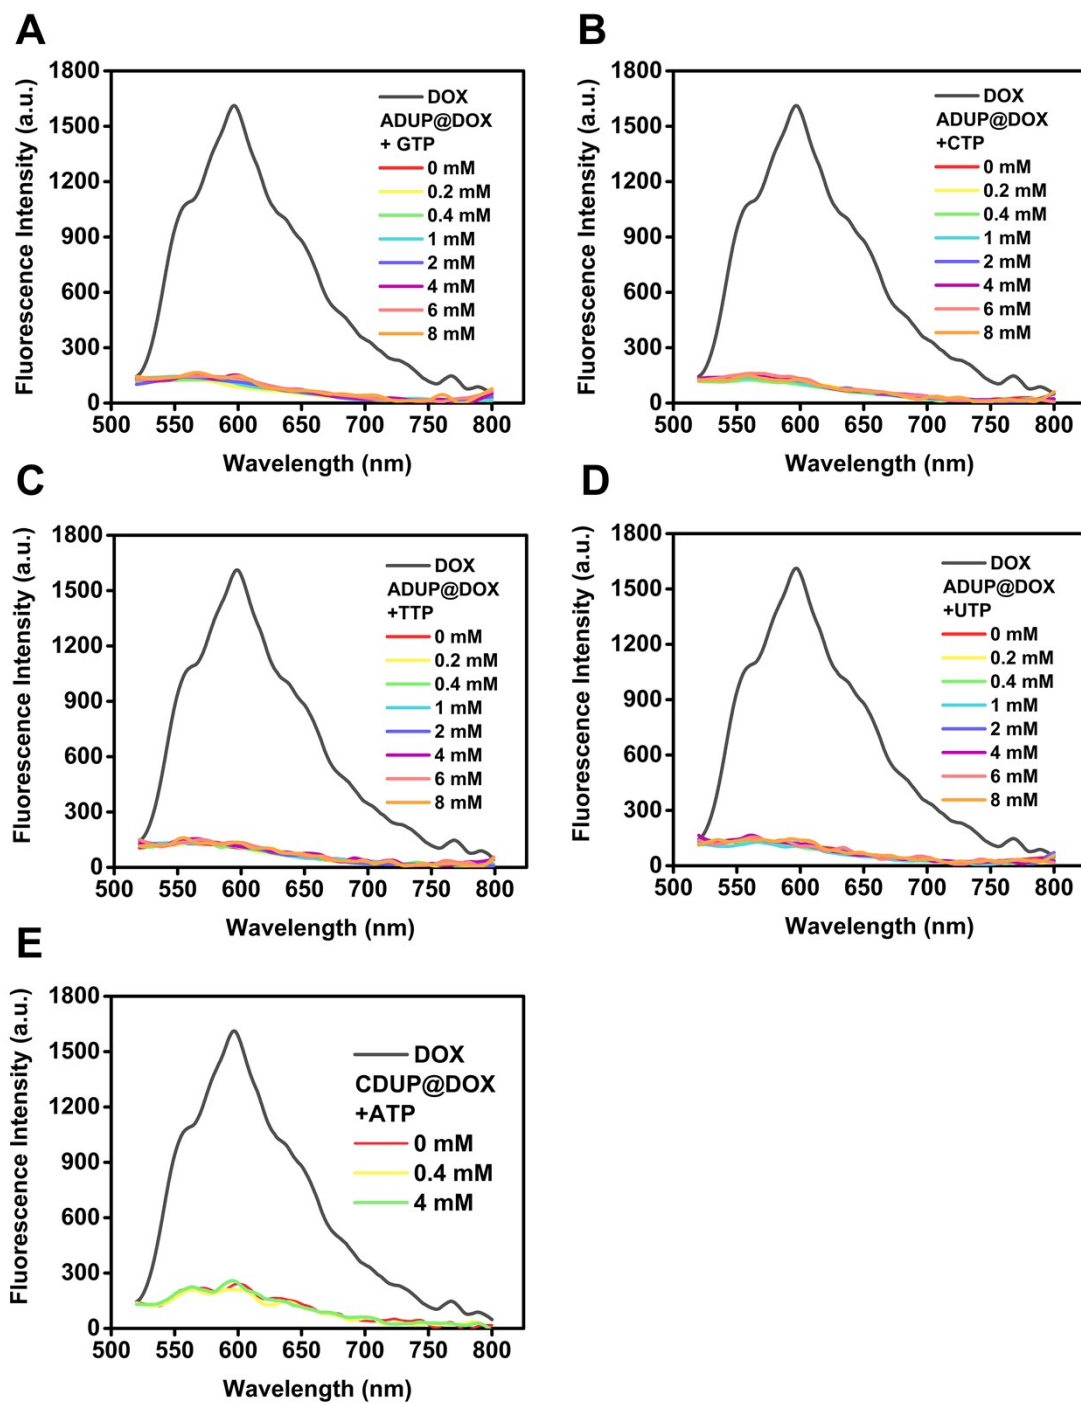 A
Fluorescence Intensity (a.u.)
1800
1500
1200
900
600
300
0
500 550 600 650 700 750 800
Wavelength (nm)
DOX
ADUP@DOX
+ GTP
0 mM
0.2 mM
0.4 mM
1 mM
2 mM
4 mM
6 mM
8 mM
B
Fluorescence Intensity (a.u.)
1800
1500
1200
900
600
300
0
500 550 600 650 700 750 800
Wavelength (nm)
DOX
ADUP@DOX
+CTP
0 mM
0.2 mM
0.4 mM
1 mM
2 mM
4 mM
6 mM
8 mM
C
Fluorescence Intensity (a.u.)
1800
1500
1200
900
600
300
0
500 550 600 650 700 750 800
Wavelength (nm)
DOX
ADUP@DOX
+TTP
0 mM
0.2 mM
0.4 mM
1 mM
2 mM
4 mM
6 mM
8 mM
D
Fluorescence Intensity (a.u.)
1800
1500
1200
900
600
300
0
500 550 600 650 700 750 800
Wavelength (nm)
DOX
ADUP@DOX
+UTP
0 mM
0.2 mM
0.4 mM
1 mM
2 mM
4 mM
6 mM
8 mM
E
Fluorescence Intensity (a.u.)
1800
1500
1200
900
600
300
0
500 550 600 650 700 750 800
Wavelength (nm)
DOX
CDUP@DOX
+ATP
0 mM
0.4 mM
4 mM